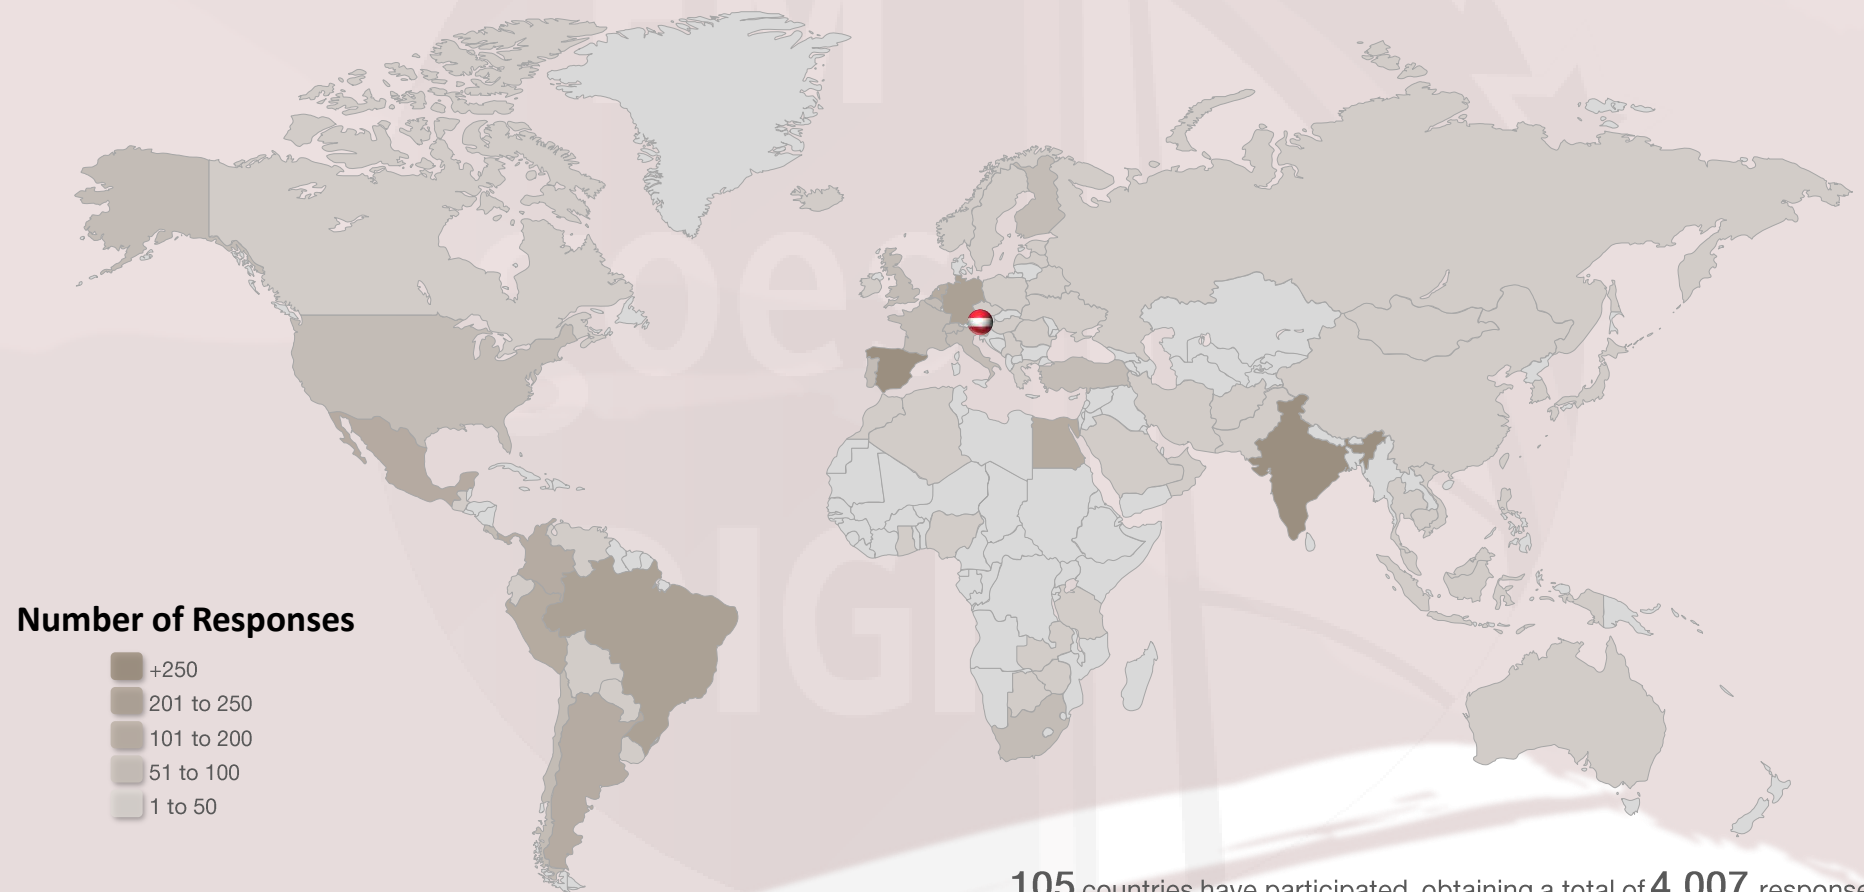 Number of Responses
+250
201 to 250
101 to 200
51 to 100
1 to 50
105 countries have participated, obtaining a total of 4,007